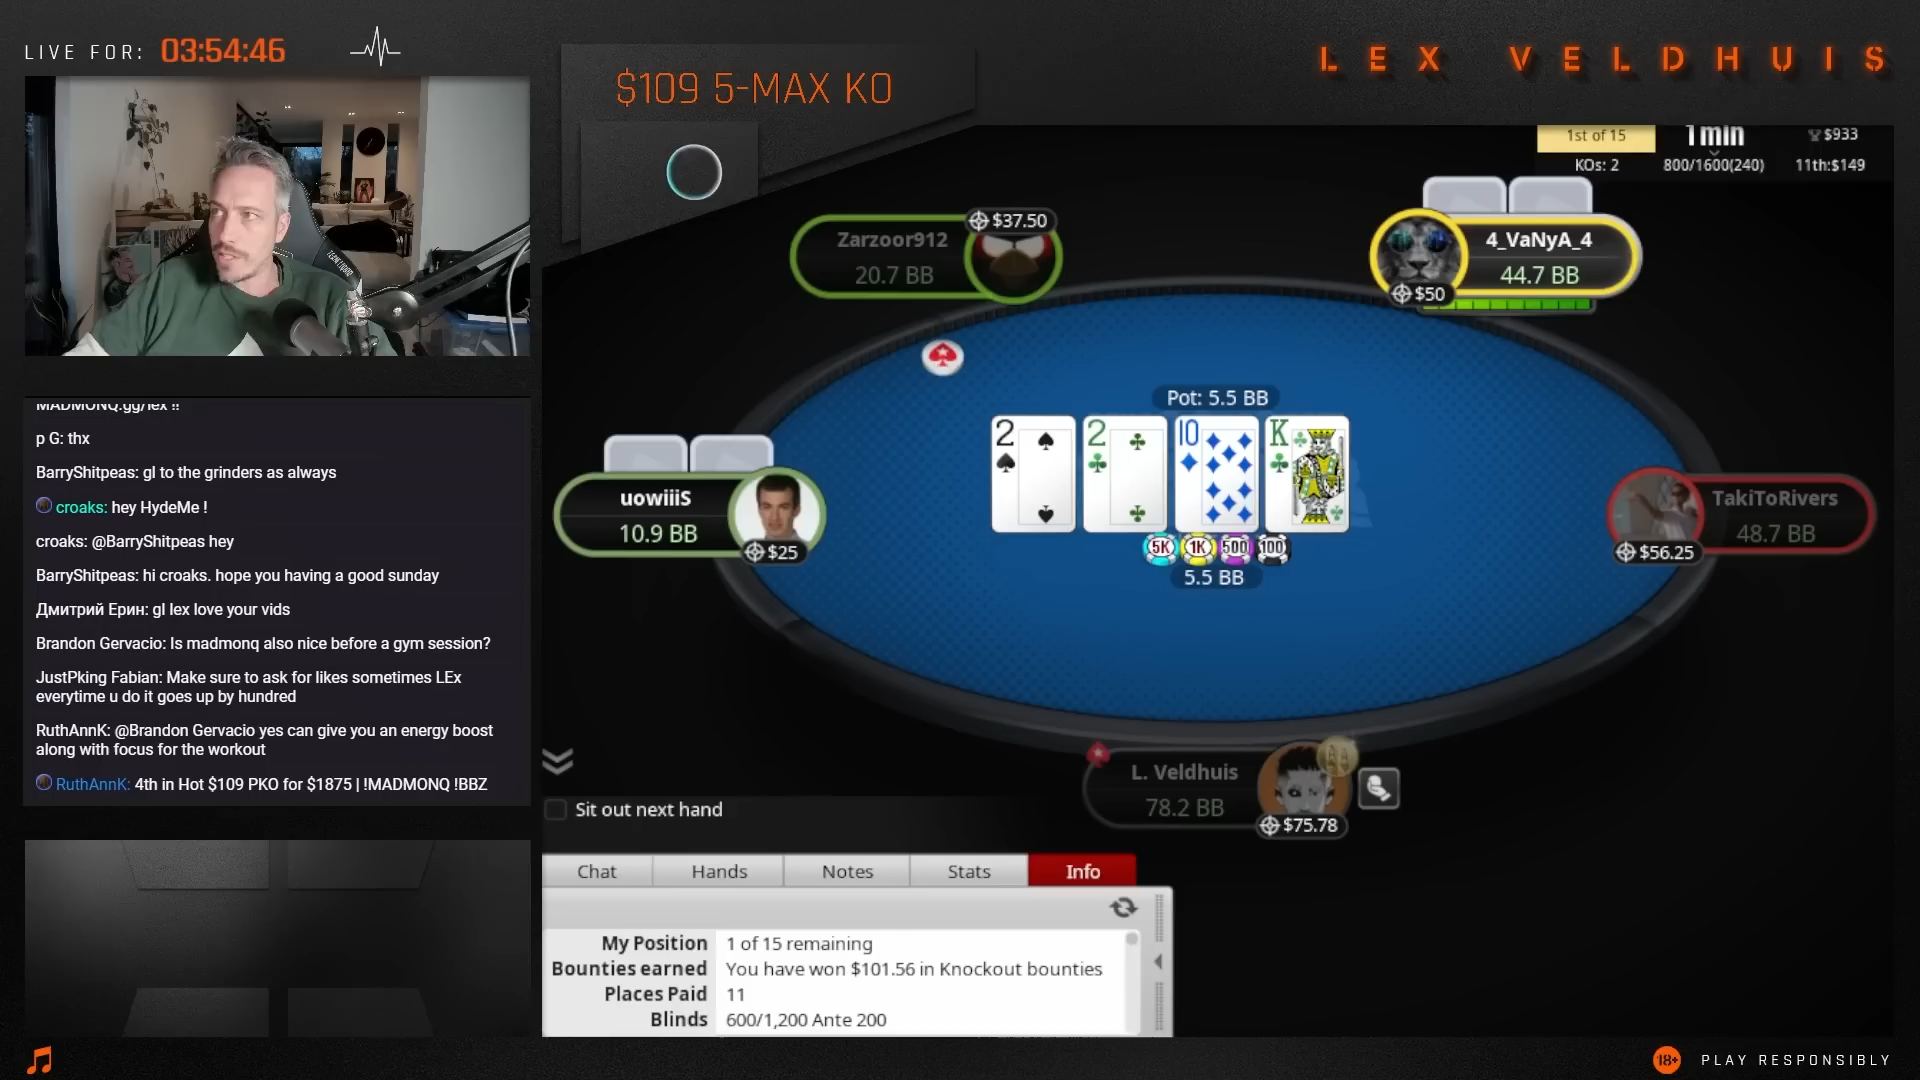 LIVE FOR: 03:54:46
$109 5-MAX KO
LEX VELDHUIS
1st of 15
1min
$933
KOs: 2
800/1600(240)
11th:$149
Zarzoor912
20.7 BB
$37.50
4_VaNyA_4
44.7 BB
$50
Pot: 5.5 BB
2
2
10
K
5K
1K
500
100
5.5 BB
uowiiiS
10.9 BB
$25
TakiToRivers
48.7 BB
$56.25
L. Veldhuis
78.2 BB
$75.78
MADMONQ.gg/lex !!
p G: thx
BarryShitpeas: gl to the grinders as always
croaks: hey HydeMe !
croaks: @BarryShitpeas hey
BarryShitpeas: hi croaks. hope you having a good sunday
Дмитрий Ерин: gl lex love your vids
Brandon Gervacio: Is madmonq also nice before a gym session?
JustPking Fabian: Make sure to ask for likes sometimes LEx
everytime u do it goes up by hundred
RuthAnnK: @Brandon Gervacio yes can give you an energy boost
along with focus for the workout
RuthAnnK: 4th in Hot $109 PKO for $1875 | !MADMONQ !BBZ
Sit out next hand
Chat
Hands
Notes
Stats
Info
My Position 1 of 15 remaining
Bounties earned You have won $101.56 in Knockout bounties
Places Paid 11
Blinds 600/1,200 Ante 200
18+ PLAY RESPONSIBLY